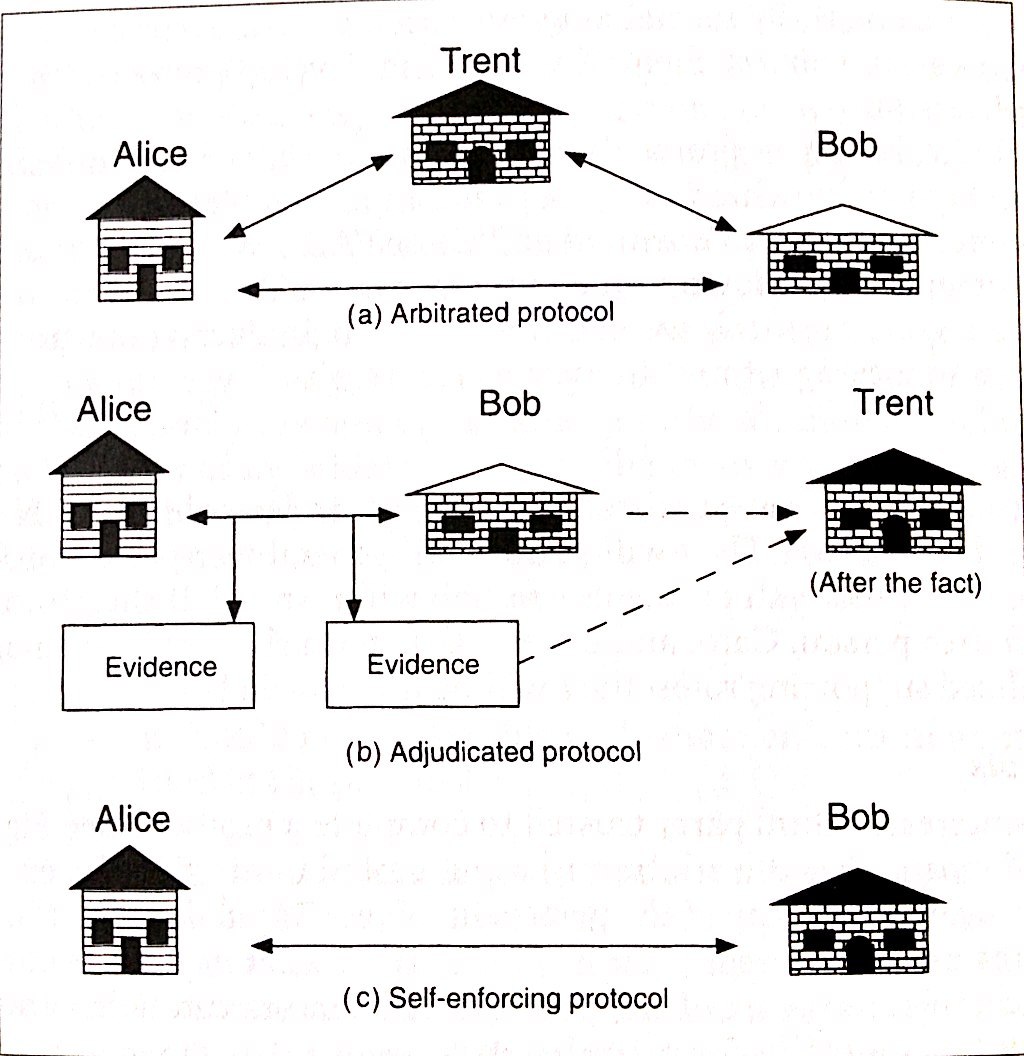 Trent
Alice
Bob
(a) Arbitrated protocol
Alice
Bob
Trent
(After the fact)
Evidence
Evidence
(b) Adjudicated protocol
Alice
Bob
(c) Self-enforcing protocol